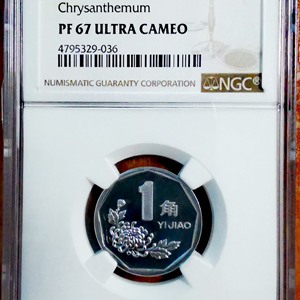 Chrysanthemum
PF 67 ULTRA CAMEO
4795329-036
NUMISMATIC GUARANTY CORPORATION
NGC
1角
YI JIAO